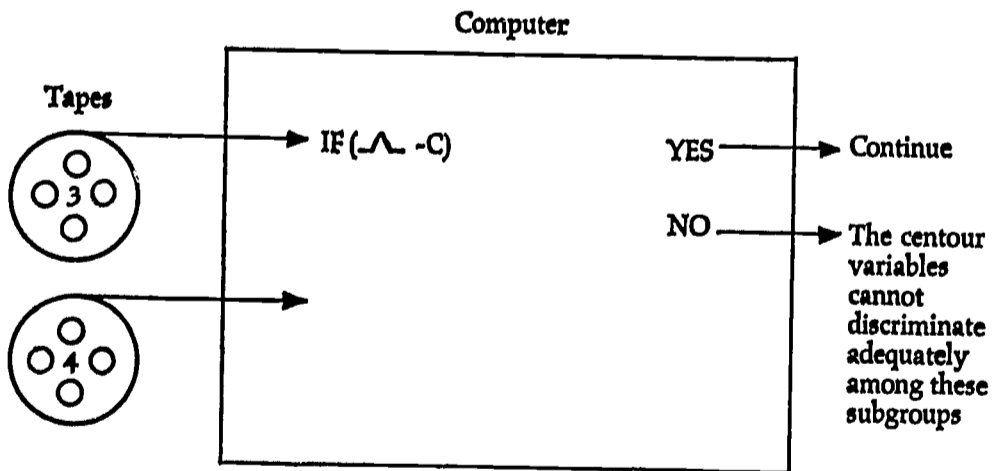 Computer
Tapes
3
IF (_Λ_ -C)
YES
Continue
NO
The centour
variables
cannot
discriminate
adequately
among these
subgroups
4